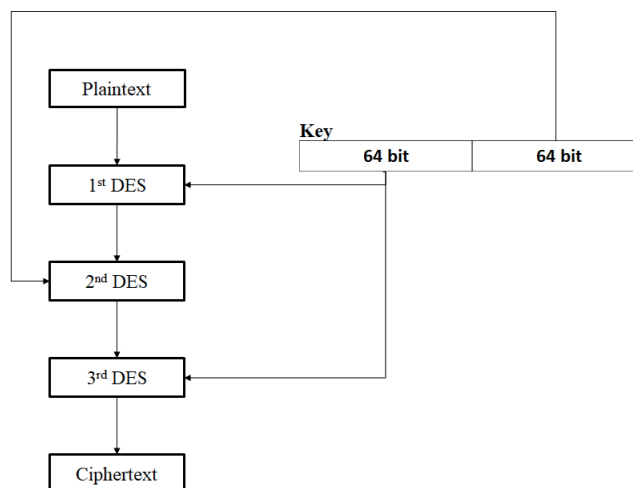 Plaintext
Key
64 bit 64 bit
1st DES
2nd DES
3rd DES
Ciphertext